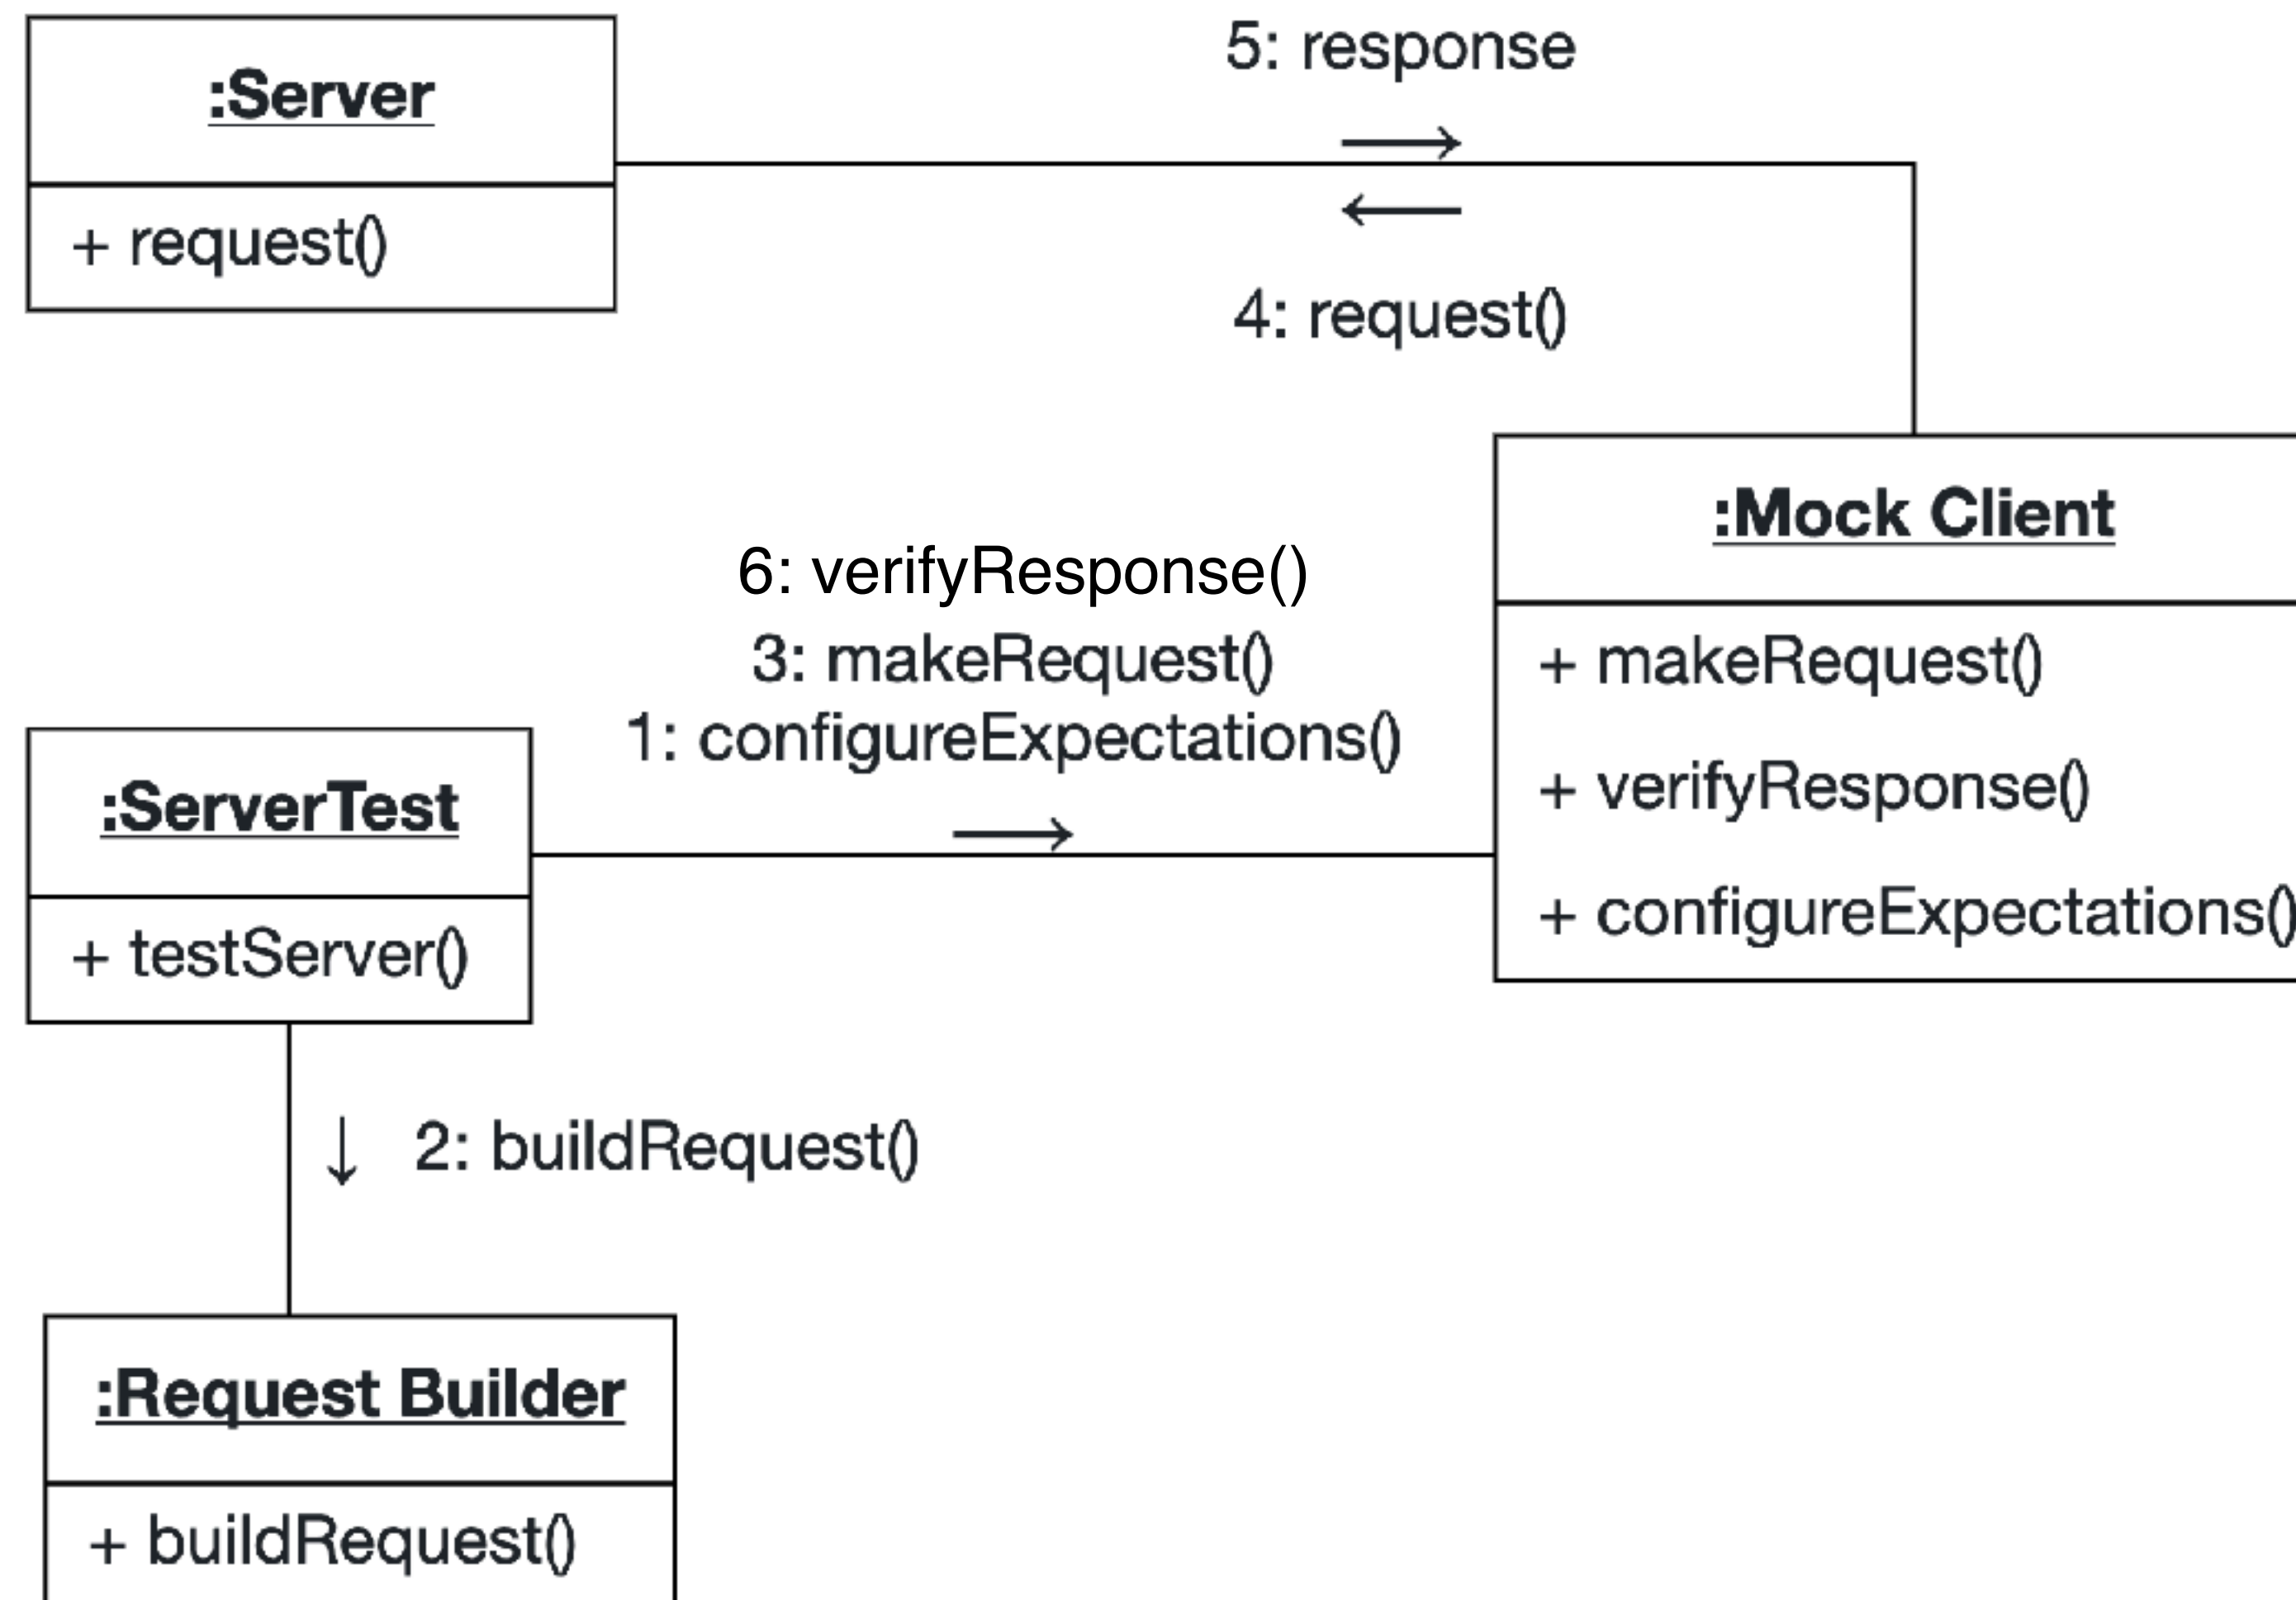 :Server
+ request()
5: response
4: request()
:Mock Client
+ makeRequest()
+ verifyResponse()
+ configureExpectations()
6: verifyResponse()
3: makeRequest()
1: configureExpectations()
:ServerTest
+ testServer()
2: buildRequest()
:Request Builder
+ buildRequest()